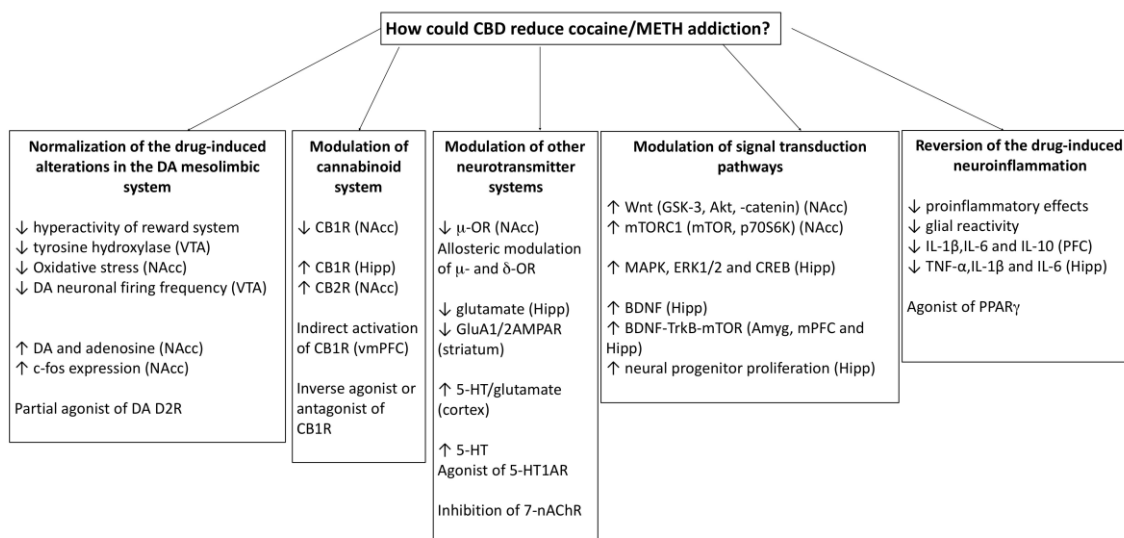 How could CBD reduce cocaine/METH addiction?
Normalization of the drug-induced
alterations in the DA mesolimbic
system
↓ hyperactivity of reward system
↓ tyrosine hydroxylase (VTA)
↓ Oxidative stress (NAcc)
↓ DA neuronal firing frequency (VTA)
↑ DA and adenosine (NAcc)
↑ c-fos expression (NAcc)
Partial agonist of DA D2R
Modulation of
cannabinoid
system
↓ CB1R (NAcc)
↑ CB1R (Hipp)
↑ CB2R (NAcc)
Indirect activation
of CB1R (vmPFC)
Inverse agonist or
antagonist of
CB1R
Modulation of other
neurotransmitter
systems
↓ μ-OR (NAcc)
Allosteric modulation
of μ- and δ-OR
↓ glutamate (Hipp)
↓ GluA1/2AMPAR
(striatum)
↑ 5-HT/glutamate
(cortex)
↑ 5-HT
Agonist of 5-HT1AR
Inhibition of 7-nAChR
Modulation of signal transduction
pathways
↑ Wnt (GSK-3, Akt, -catenin) (NAcc)
↑ mTORC1 (mTOR, p70S6K) (NAcc)
↑ MAPK, ERK1/2 and CREB (Hipp)
↑ BDNF (Hipp)
↑ BDNF-TrkB-mTOR (Amyg, mPFC and
Hipp)
↑ neural progenitor proliferation (Hipp)
Reversion of the drug-induced
neuroinflammation
↓ proinflammatory effects
↓ glial reactivity
↓ IL-1β,IL-6 and IL-10 (PFC)
↓ TNF-α,IL-1β and IL-6 (Hipp)
Agonist of PPARγ